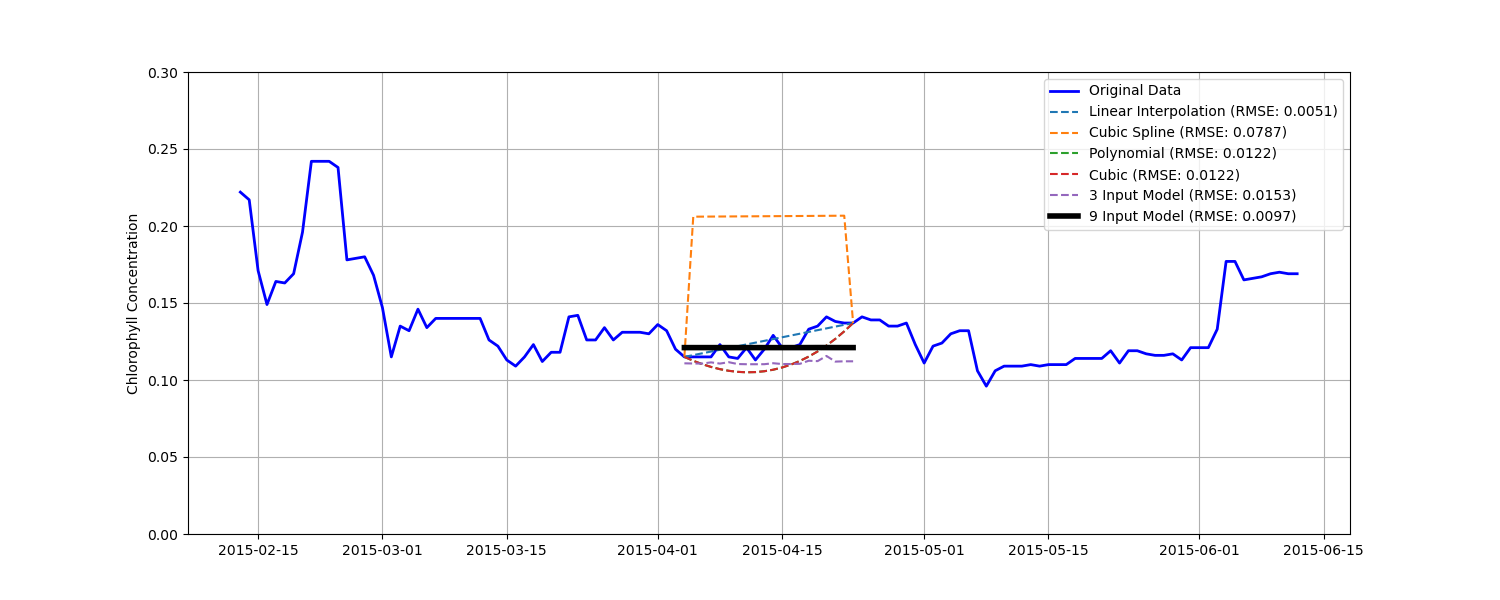 0.30
0.25
0.20
0.15
0.10
0.05
0.00
Chlorophyll Concentration
Original Data
Linear Interpolation (RMSE: 0.0051)
Cubic Spline (RMSE: 0.0787)
Polynomial (RMSE: 0.0122)
Cubic (RMSE: 0.0122)
3 Input Model (RMSE: 0.0153)
9 Input Model (RMSE: 0.0097)
2015-02-15 2015-03-01 2015-03-15 2015-04-01 2015-04-15 2015-05-01 2015-05-15 2015-06-01 2015-06-15